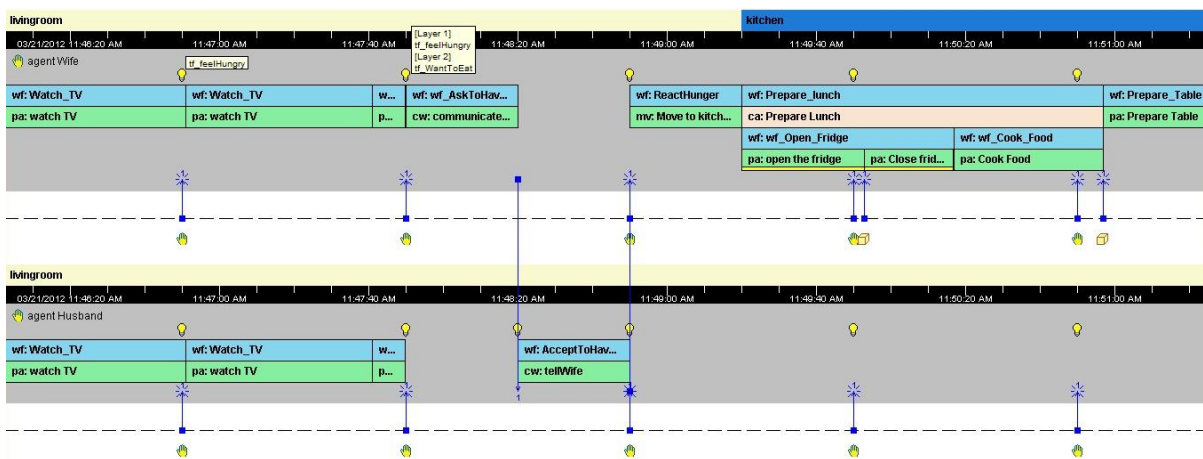 livingroom
kitchen
03/21/2012 11:46:20 AM 11:47:00 AM 11:47:40 AM 11:48:20 AM 11:49:00 AM 11:49:40 AM 11:50:20 AM 11:51:00 AM
[Layer 1]
tf_feelHungry
[Layer 2]
tf_WantToEat
agent Wife
tf_feelHungry
wf: Watch_TV wf: Watch_TV w... wf: wf_AskToHav... wf: ReactHunger wf: Prepare_lunch wf: Prepare_Table
pa: watch TV pa: watch TV p... cw: communicate... mv: Move to kitch... ca: Prepare Lunch pa: Prepare Table
wf: wf_Open_Fridge wf: wf_Cook_Food
pa: open the fridge pa: Close frid... pa: Cook Food
livingroom
03/21/2012 11:46:20 AM 11:47:00 AM 11:47:40 AM 11:48:20 AM 11:49:00 AM 11:49:40 AM 11:50:20 AM 11:51:00 AM
agent Husband
wf: Watch_TV wf: Watch_TV w... wf: AcceptToHav...
pa: watch TV pa: watch TV p... cw: tellWife
1